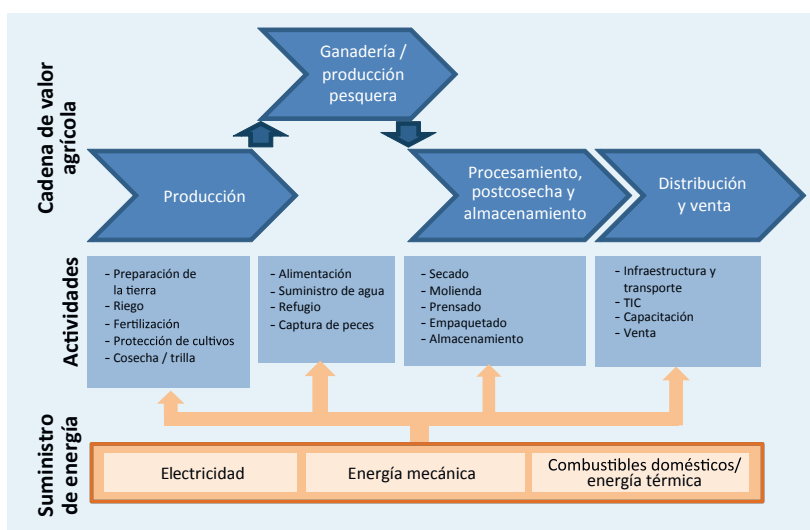 Cadena de valor
agrícola
Ganadería /
producción
pesquera
Producción
Procesamiento,
postcosecha y
almacenamiento
Distribución
y venta
Actividades
- Preparación de
la tierra
- Riego
- Fertilización
- Protección de cultivos
- Cosecha / trilla
- Alimentación
- Suministro de agua
- Refugio
- Captura de peces
- Secado
- Molienda
- Prensado
- Empaquetado
- Almacenamiento
- Infraestructura y
transporte
- TIC
- Capacitación
- Venta
Suministro
de energía
Electricidad
Energía mecánica
Combustibles domésticos/
energía térmica